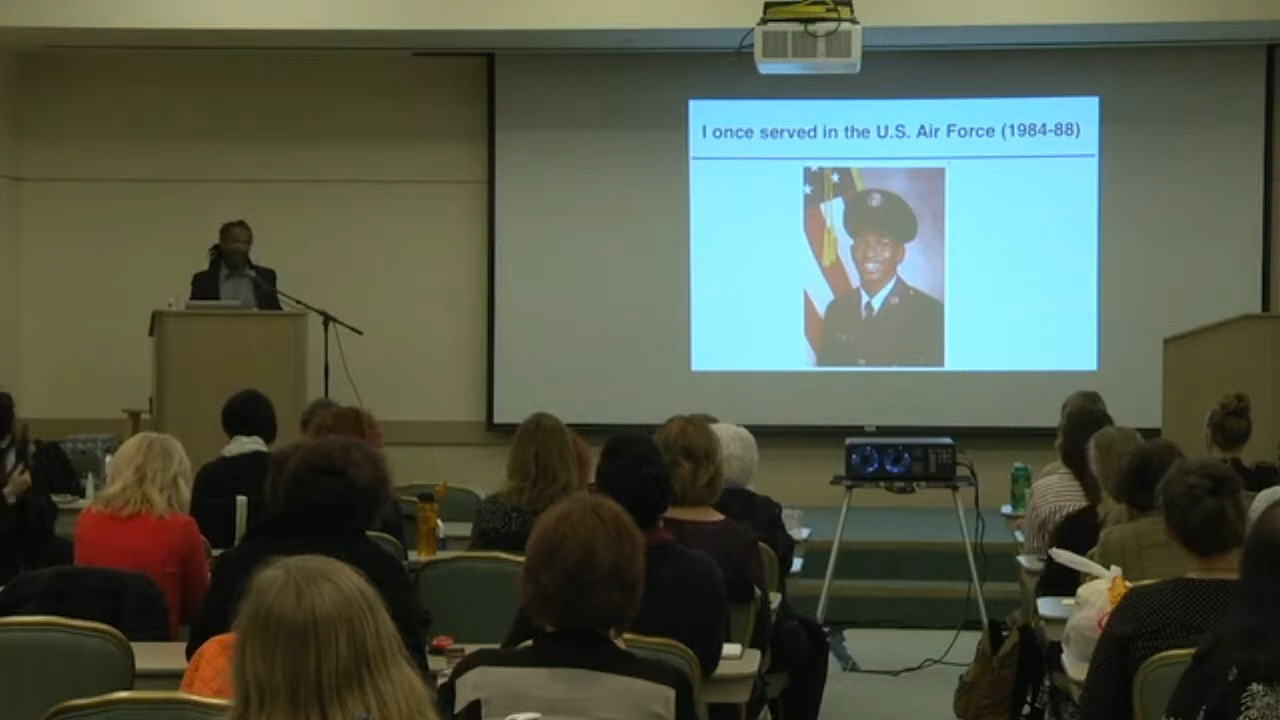 I once served in the U.S. Air Force (1984-88)